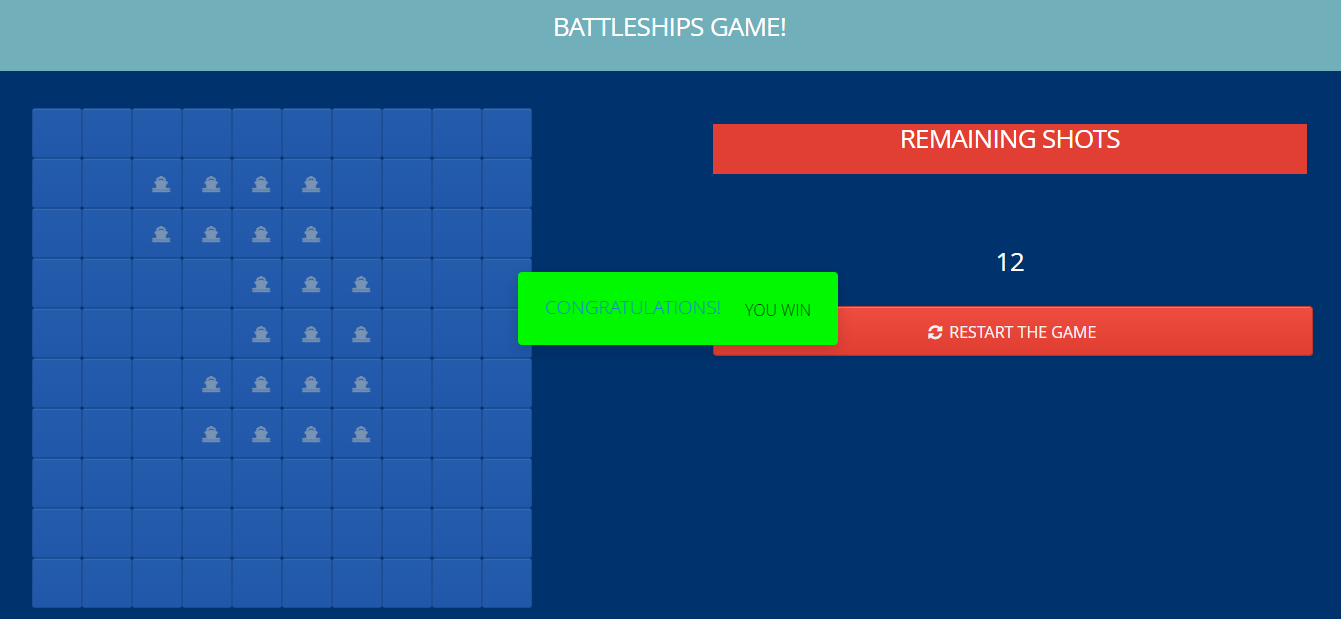 BATTLESHIPS GAME!
REMAINING SHOTS
12
CONGRATULATIONS! YOU WIN
RESTART THE GAME